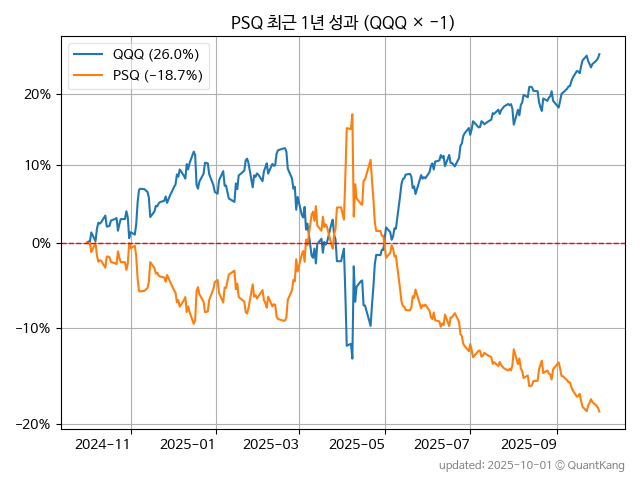 PSQ 최근 1년 성과 (QQQ × -1)
QQQ (26.0%)
PSQ (-18.7%)
20%
10%
0%
-10%
-20%
2024-11 2025-01 2025-03 2025-05 2025-07 2025-09
updated: 2025-10-01 © QuantKang